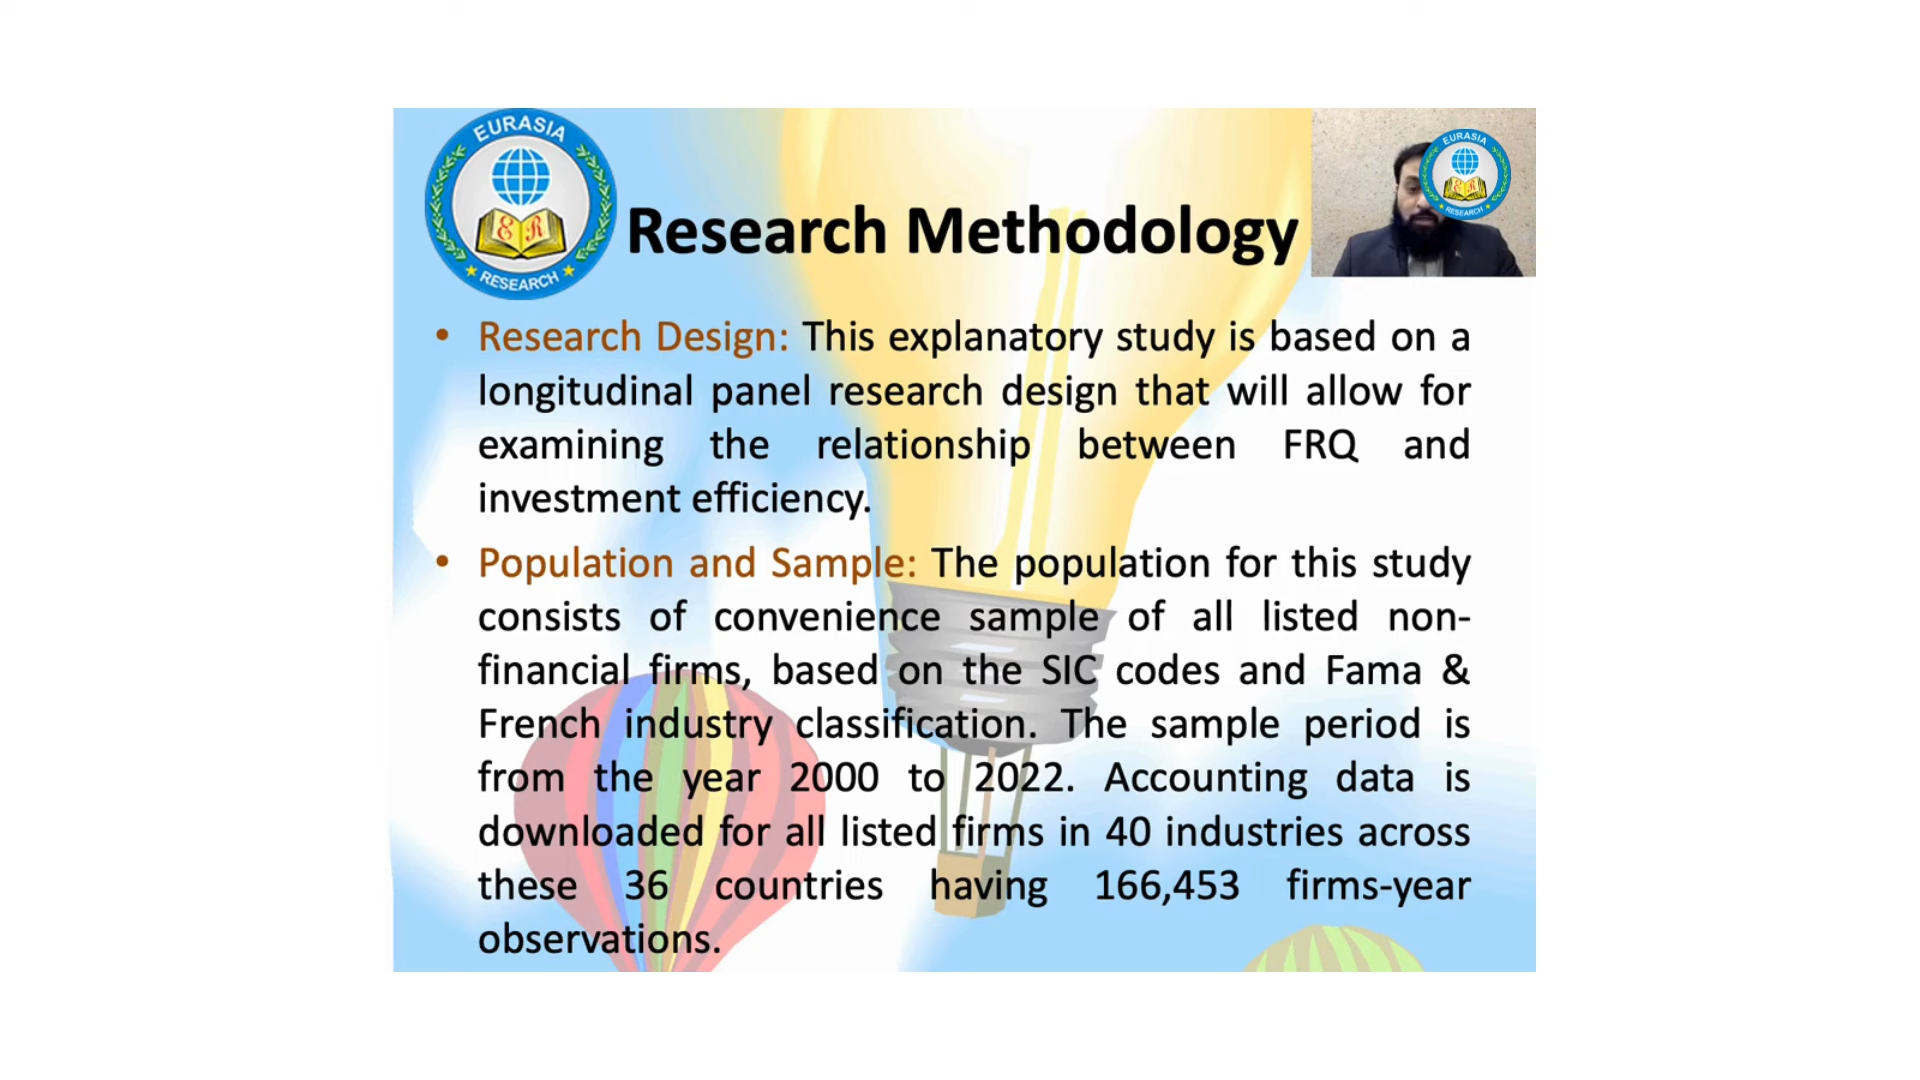 EURASIA
E R
RESEARCH
Research Methodology
EURASIA
E R
RESEARCH
• Research Design: This explanatory study is based on a
longitudinal panel research design that will allow for
examining the relationship between FRQ and
investment efficiency.
• Population and Sample: The population for this study
consists of convenience sample of all listed non-
financial firms, based on the SIC codes and Fama &
French industry classification. The sample period is
from the year 2000 to 2022. Accounting data is
downloaded for all listed firms in 40 industries across
these 36 countries having 166,453 firms-year
observations.